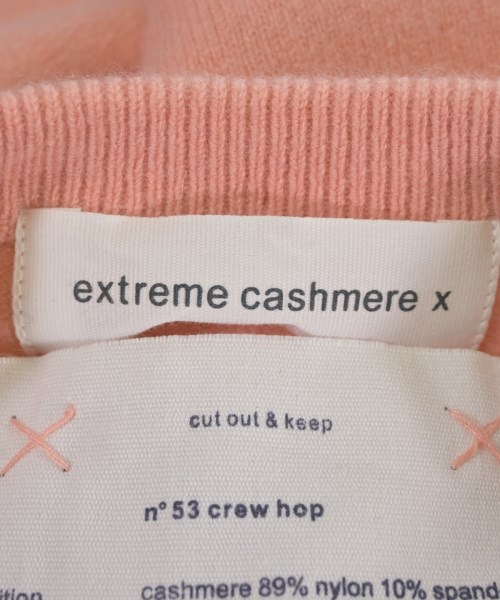 extreme cashmere x
cut out & keep
n° 53 crew hop
cashmere 89% nylon 10% spand